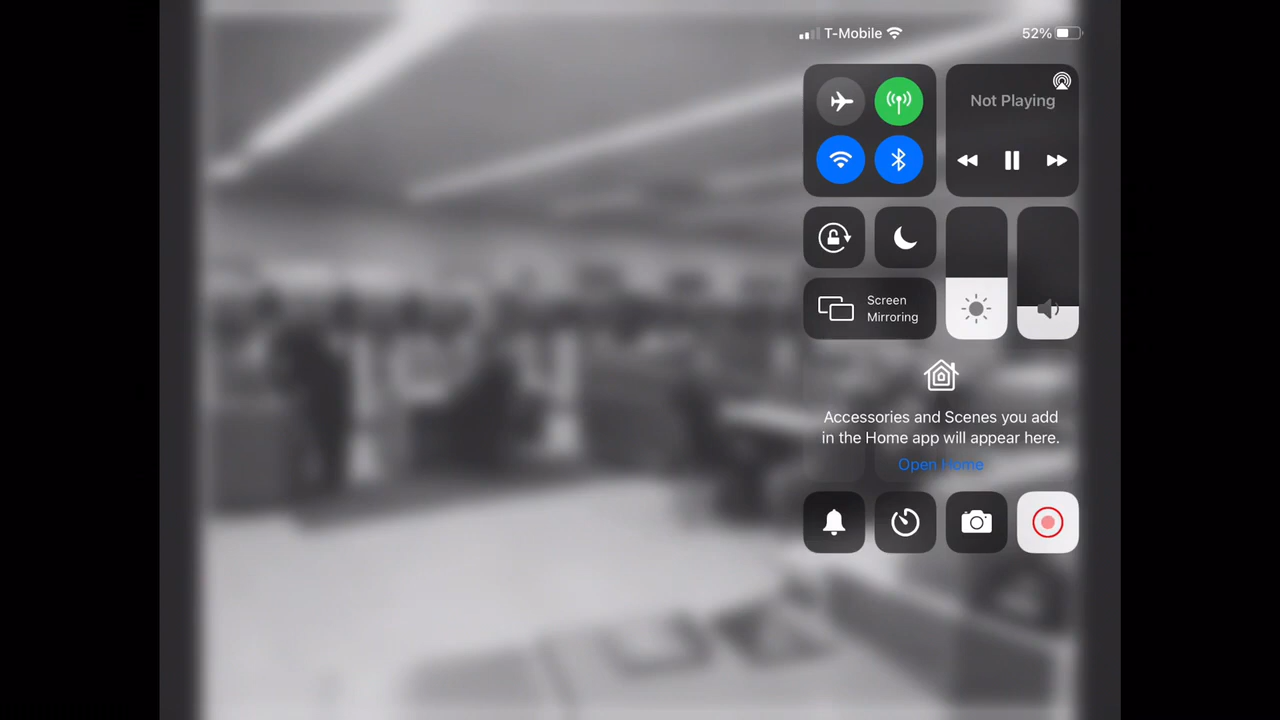 T-Mobile
52%
Not Playing
Screen
Mirroring
Accessories and Scenes you add
in the Home app will appear here.
Open Home